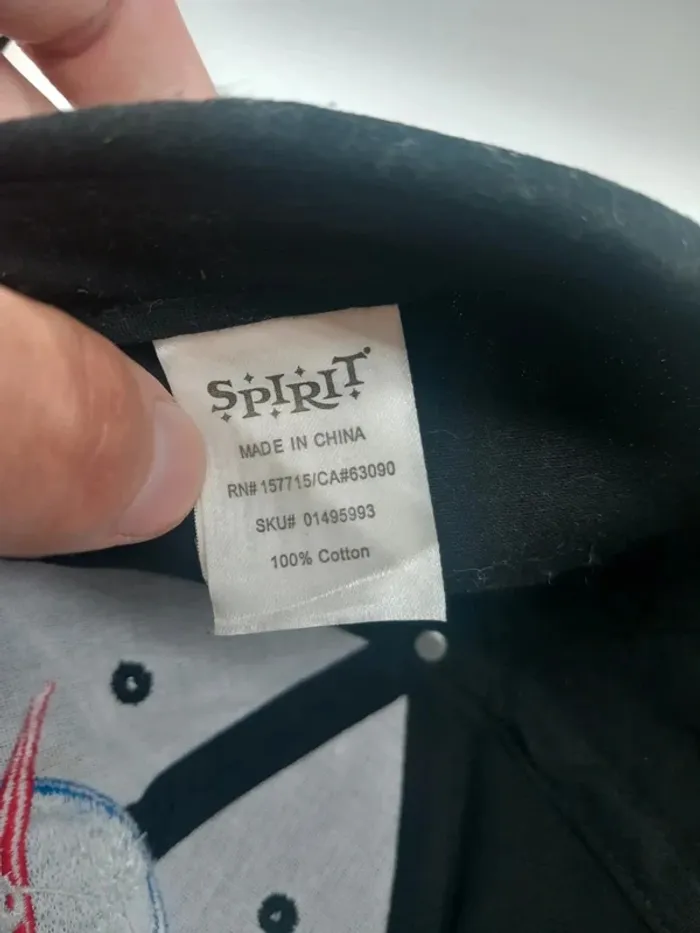 SPIRIT
MADE IN CHINA
RN# 157715/CA#63090
SKU# 01495993
100% Cotton